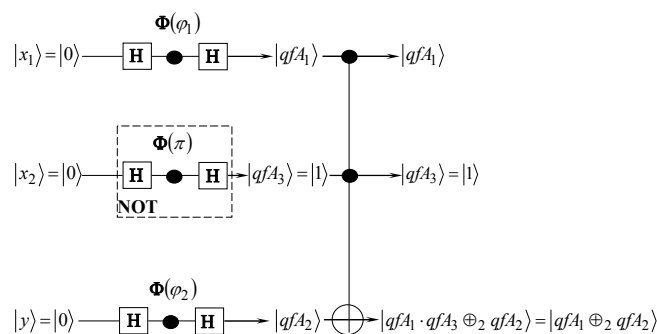 Φ(φ₁)
|x₁⟩=|0⟩ H H |qfA₁⟩ |qfA₁⟩
Φ(π)
|x₂⟩=|0⟩ H H |qfA₃⟩=|1⟩ |qfA₃⟩=|1⟩
NOT
Φ(φ₂)
|y⟩=|0⟩ H H |qfA₂⟩ |qfA₁·qfA₃ ⊕₂ qfA₂⟩=|qfA₁ ⊕₂ qfA₂⟩